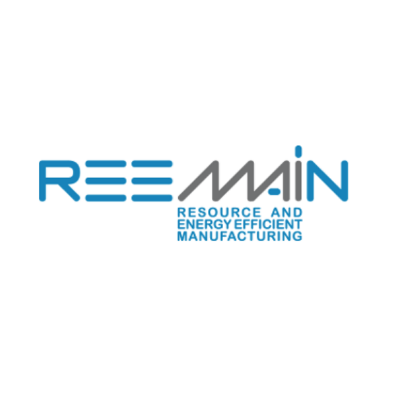 REEMAiN
RESOURCE AND
ENERGY EFFICIENT
MANUFACTURING